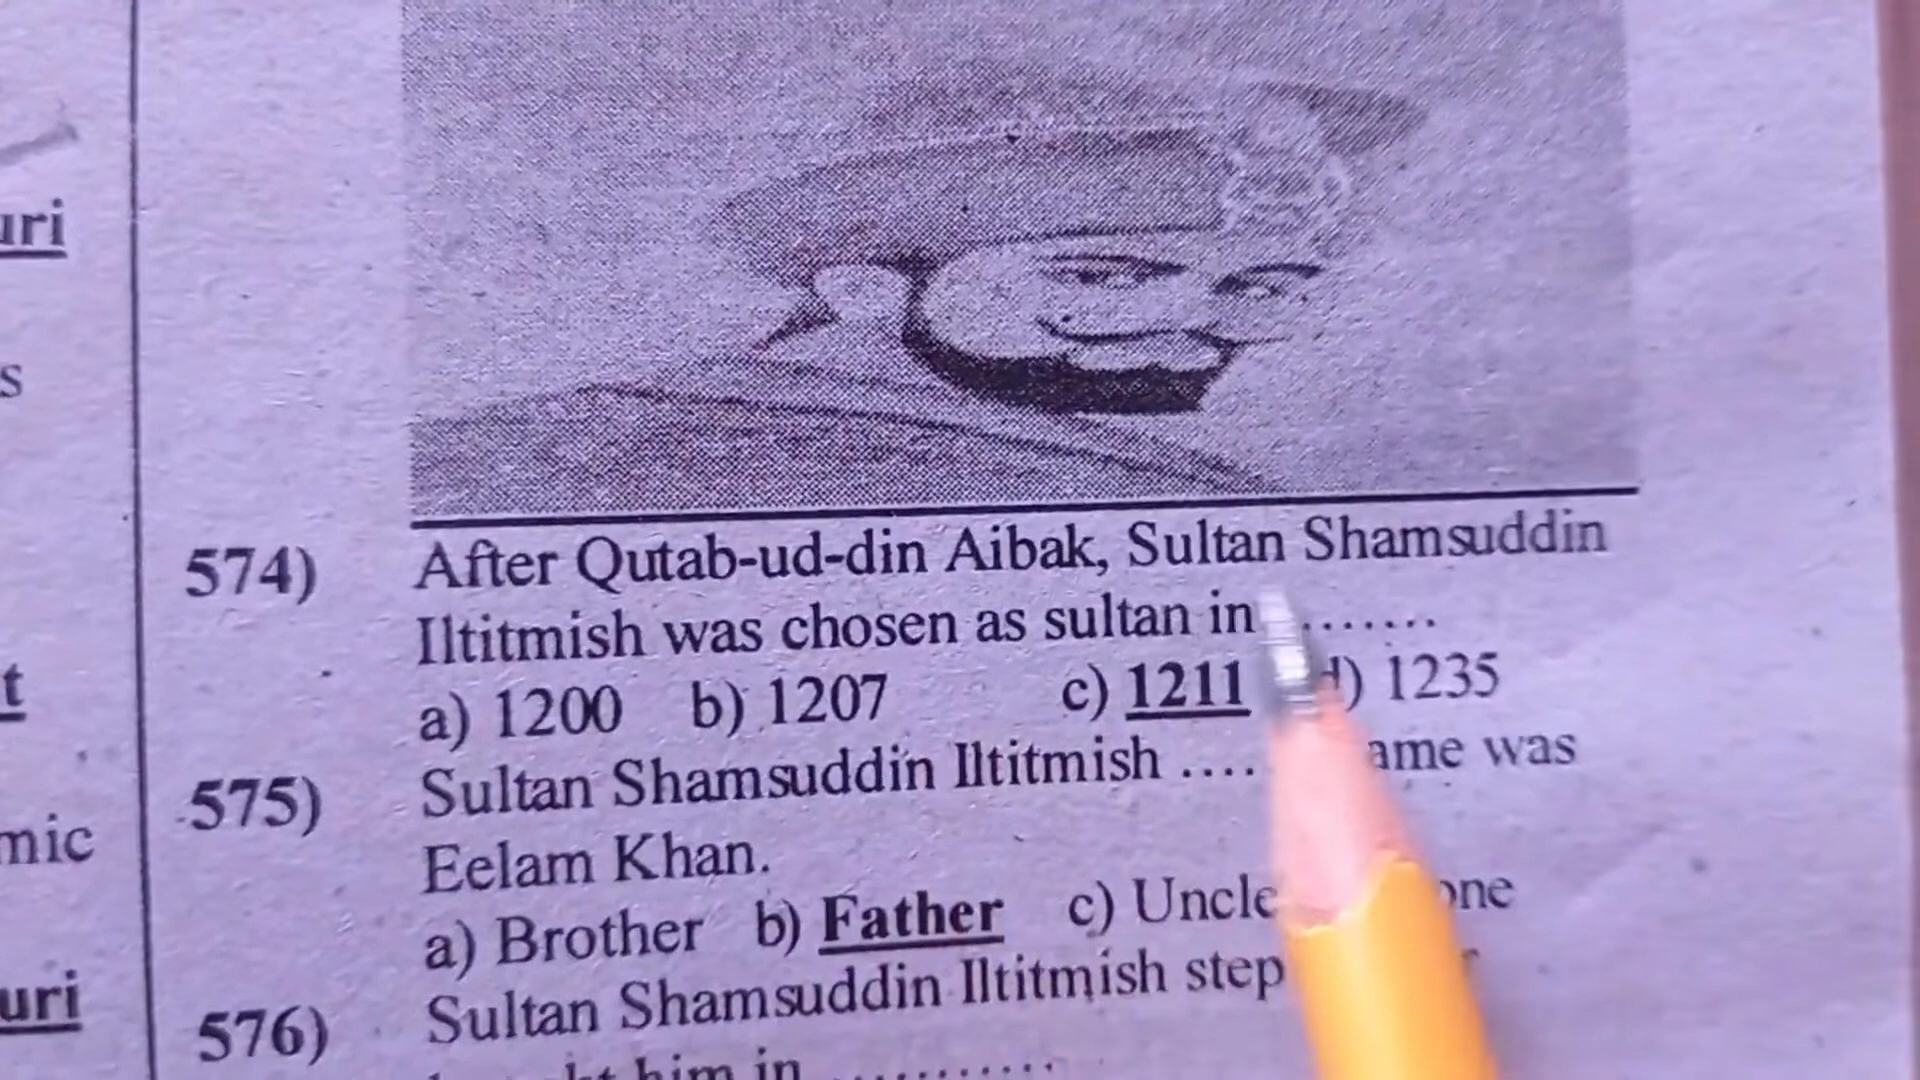 uri
s
t
mic
uri
574) After Qutab-ud-din Aibak, Sultan Shamsuddin
Iltitmish was chosen as sultan in .......
a) 1200 b) 1207 c) 1211 d) 1235
575) Sultan Shamsuddin Iltitmish .... ame was
Eelam Khan.
a) Brother b) Father c) Uncle one
576) Sultan Shamsuddin Iltitmish step
him in ...........